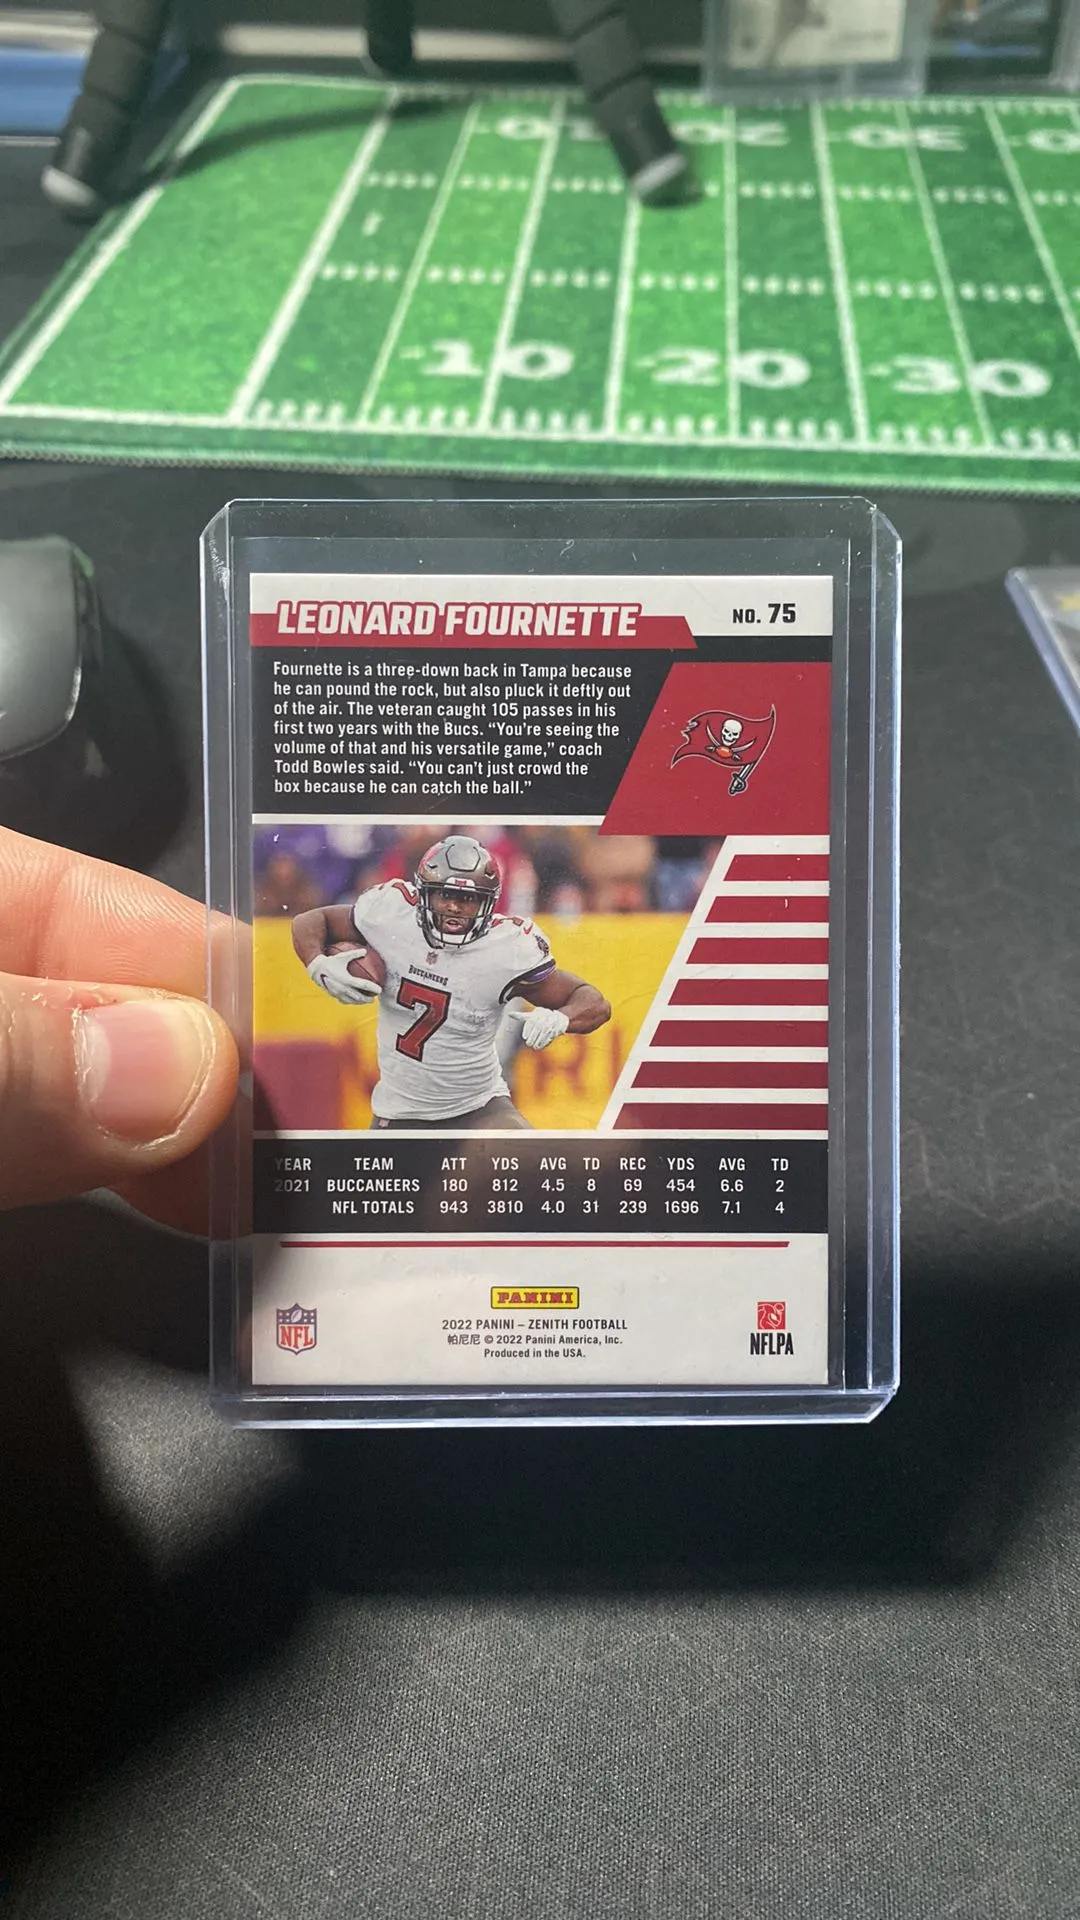 10 20 30
LEONARD FOURNETTE
NO. 75
Fournette is a three-down back in Tampa because
he can pound the rock, but also pluck it deftly out
of the air. The veteran caught 105 passes in his
first two years with the Bucs. “You're seeing the
volume of that and his versatile game,” coach
Todd Bowles said. “You can't just crowd the
box because he can catch the ball.”
BUCCANEERS
7
YEAR TEAM ATT YDS AVG TD REC YDS AVG TD
2021 BUCCANEERS 180 812 4.5 8 69 454 6.6 2
NFL TOTALS 943 3810 4.0 31 239 1696 7.1 4
PANINI
2022 PANINI – ZENITH FOOTBALL
帕尼尼 © 2022 Panini America, Inc.
Produced in the USA.
NFL
NFLPA